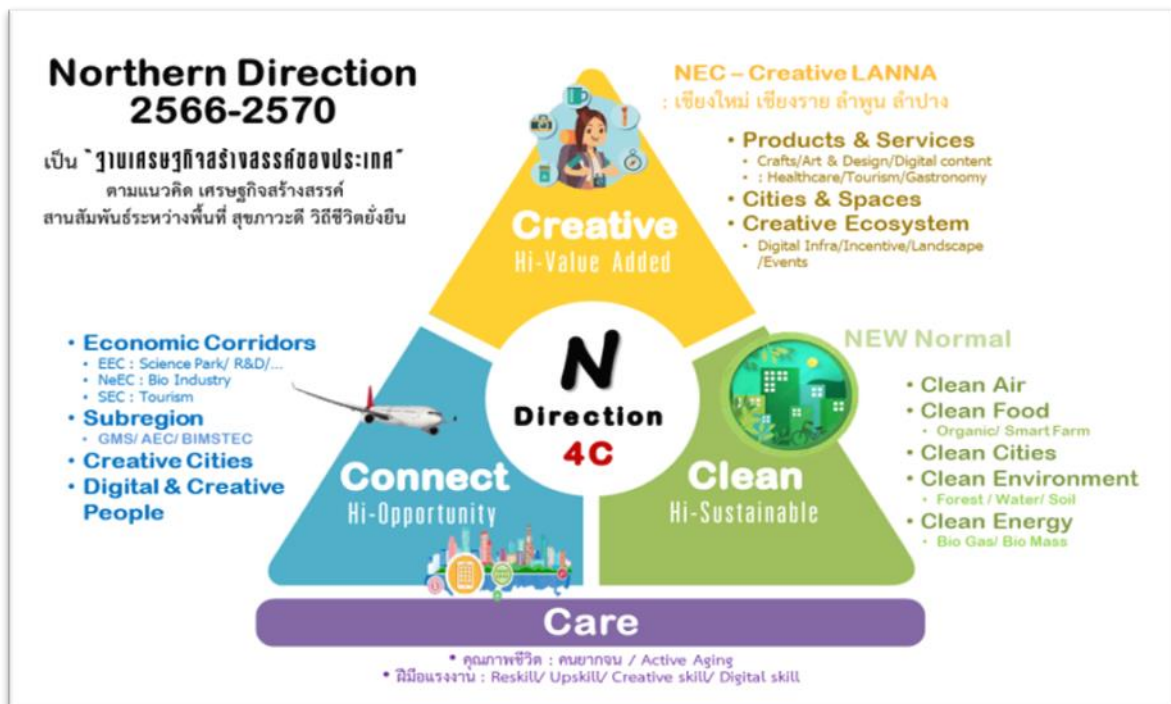 Northern Direction
2566-2570
เป็น "ฐานเศรษฐกิจสร้างสรรค์ของประเทศ"
ตามแนวคิด เศรษฐกิจสร้างสรรค์
สานสัมพันธ์ระหว่างพื้นที่ สุขภาวะดี วิถีชีวิตยั่งยืน
NEC – Creative LANNA
: เชียงใหม่ เชียงราย ลำพูน ลำปาง
• Products & Services
• Crafts/Art & Design/Digital content
• : Healthcare/Tourism/Gastronomy
• Cities & Spaces
• Creative Ecosystem
• Digital Infra/Incentive/Landscape
/Events
Creative
Hi-Value Added
• Economic Corridors
• EEC : Science Park/ R&D/...
• NeEC : Bio Industry
• SEC : Tourism
• Subregion
• GMS/ AEC/ BIMSTEC
• Creative Cities
• Digital & Creative
People
N
Direction
4C
Connect
Hi-Opportunity
Clean
Hi-Sustainable
NEW Normal
• Clean Air
• Clean Food
• Organic/ Smart Farm
• Clean Cities
• Clean Environment
• Forest / Water/ Soil
• Clean Energy
• Bio Gas/ Bio Mass
Care
• คุณภาพชีวิต : คนยากจน / Active Aging
• ฝีมือแรงงาน : Reskill/ Upskill/ Creative skill/ Digital skill